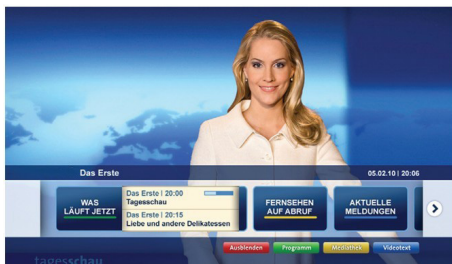 Das Erste 05.02.10 | 20:06
WAS
LÄUFT JETZT
Das Erste | 20:00
Tagesschau
Das Erste | 20:15
Liebe und andere Delikatessen
FERNSEHEN
AUF ABRUF
AKTUELLE
MELDUNGEN
Ausblenden Programm Mediathek Videotext
tagesschau